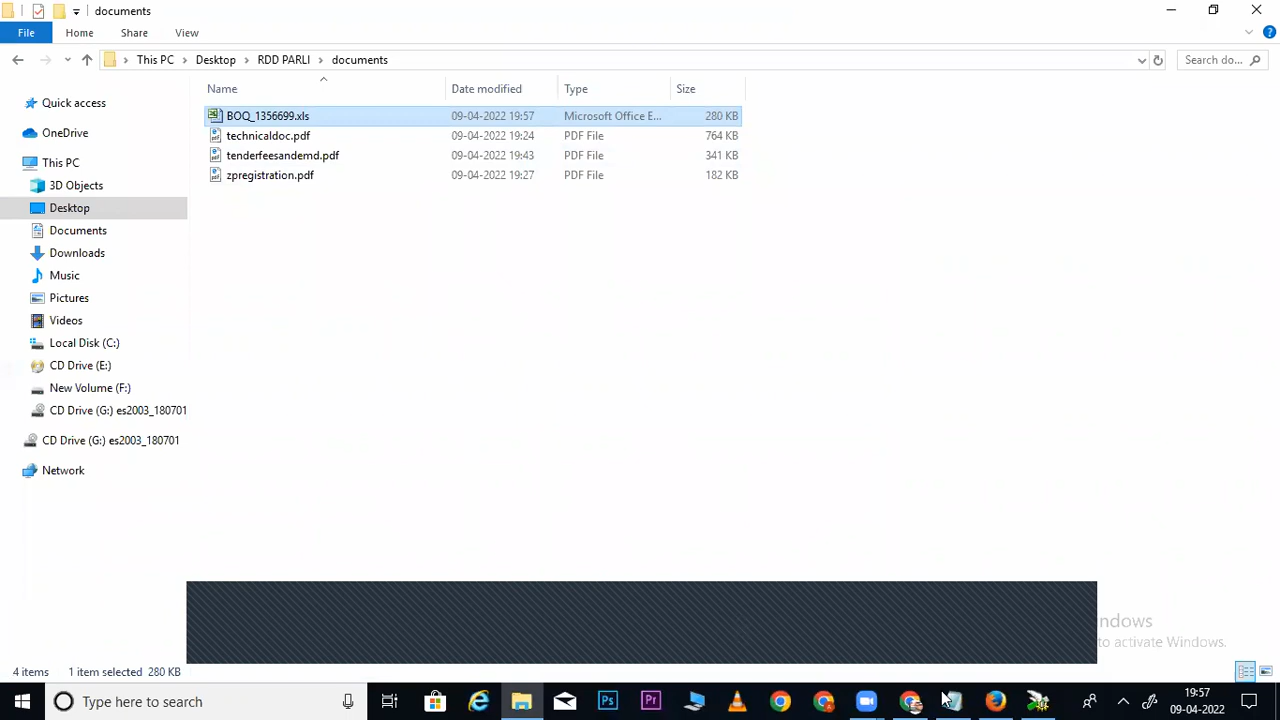 documents
File Home Share View
This PC Desktop RDD PARLI documents Search do...
Name Date modified Type Size
Quick access
OneDrive
This PC
3D Objects
Desktop
Documents
Downloads
Music
Pictures
Videos
Local Disk (C:)
CD Drive (E:)
New Volume (F:)
CD Drive (G:) es2003_180701
CD Drive (G:) es2003_180701
Network
BOQ_1356699.xls 09-04-2022 19:57 Microsoft Office E... 280 KB
technicaldoc.pdf 09-04-2022 19:24 PDF File 764 KB
tenderfeesandemd.pdf 09-04-2022 19:43 PDF File 341 KB
zpregistration.pdf 09-04-2022 19:27 PDF File 182 KB
ndows
to activate Windows.
4 items 1 item selected 280 KB
Type here to search
Ps
Pr
19:57
09-04-2022